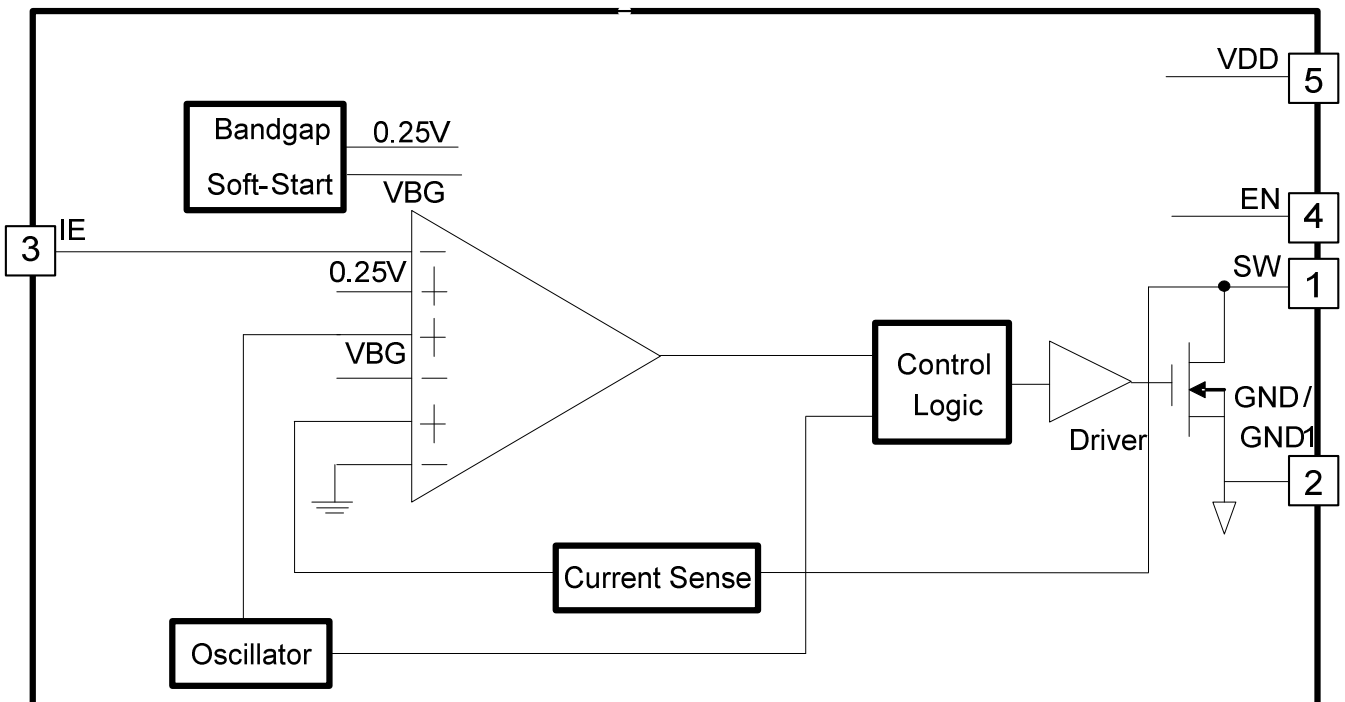 VDD
5
Bandgap
0.25V
Soft-Start
VBG
EN
4
IE
3
SW
1
0.25V
VBG
Control
Logic
GND/
GND1
Driver
2
Current Sense
Oscillator